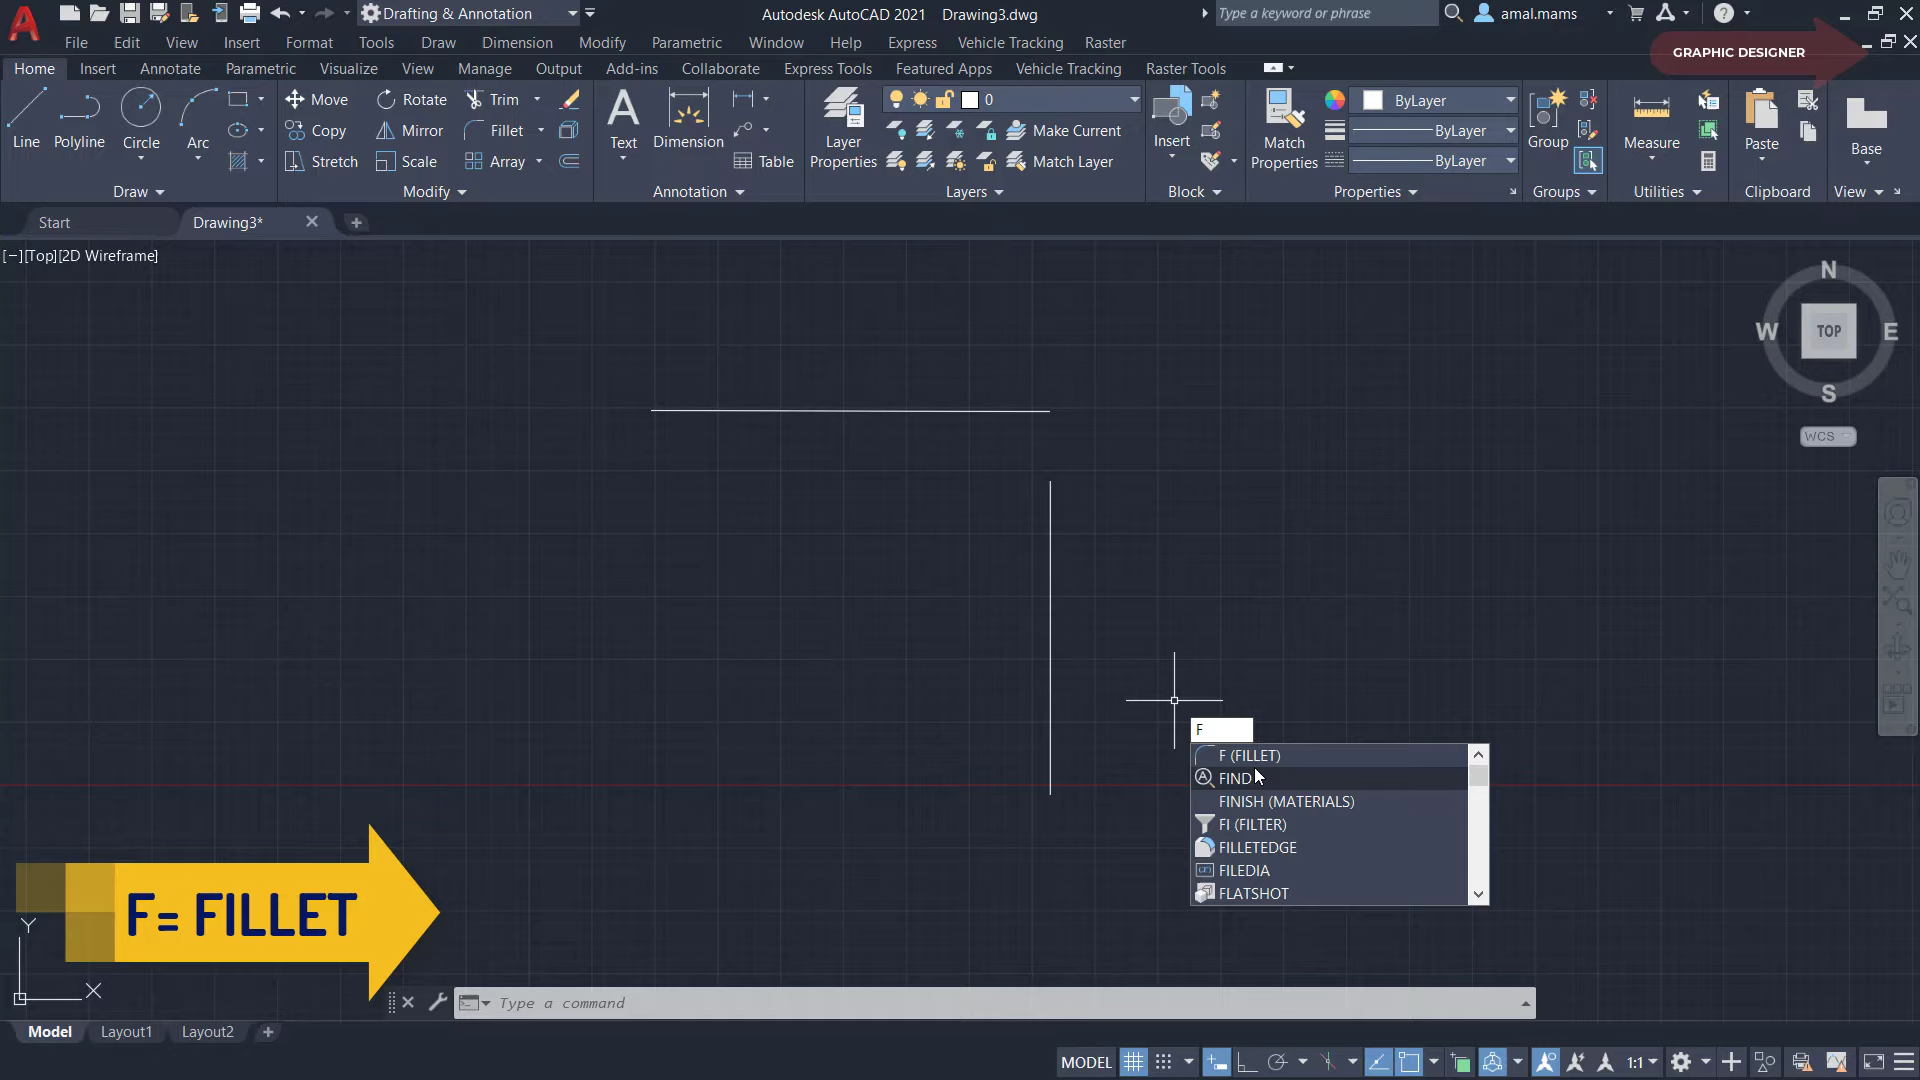 Drafting & Annotation
Autodesk AutoCAD 2021 Drawing3.dwg
Type a keyword or phrase
amal.mams
File Edit View Insert Format Tools Draw Dimension Modify Parametric Window Help Express Vehicle Tracking Raster
GRAPHIC DESIGNER
Home Insert Annotate Parametric Visualize View Manage Output Add-ins Collaborate Express Tools Featured Apps Vehicle Tracking Raster Tools
Line Polyline Circle Arc
Move Rotate Trim
Copy Mirror Fillet
Stretch Scale Array
Text Dimension
Table
Layer
Properties
0
Make Current
Match Layer
Insert
Match
Properties
ByLayer
ByLayer
ByLayer
Group
Measure
Paste
Base
Draw Modify Annotation Layers Block Properties Groups Utilities Clipboard View
Start Drawing3*
[−][Top][2D Wireframe]
N
W TOP E
S
WCS
F
F (FILLET)
FIND
FINISH (MATERIALS)
FI (FILTER)
FILLETEDGE
FILEDIA
FLATSHOT
F= FILLET
Y
X
Type a command
Model Layout1 Layout2
MODEL 1:1